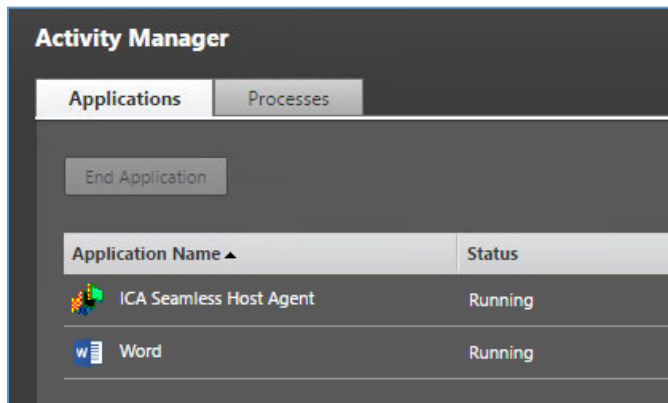 Activity Manager
Applications Processes
End Application
Application Name Status
ICA Seamless Host Agent Running
Word Running